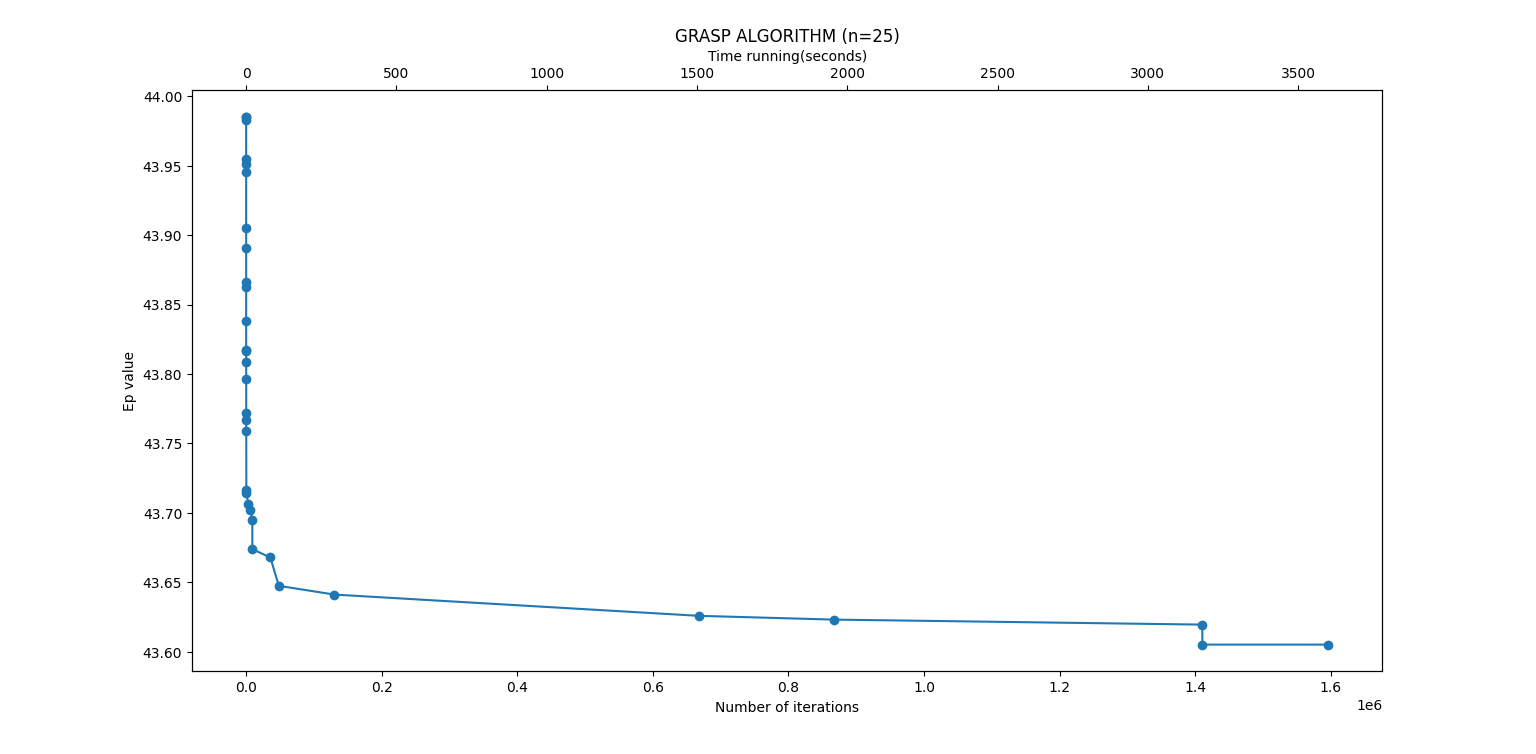 GRASP ALGORITHM (n=25)
Time running(seconds)
0 500 1000 1500 2000 2500 3000 3500
44.00
43.95
43.90
43.85
43.80
43.75
43.70
43.65
43.60
Ep value
0.0 0.2 0.4 0.6 0.8 1.0 1.2 1.4 1.6
1e6
Number of iterations